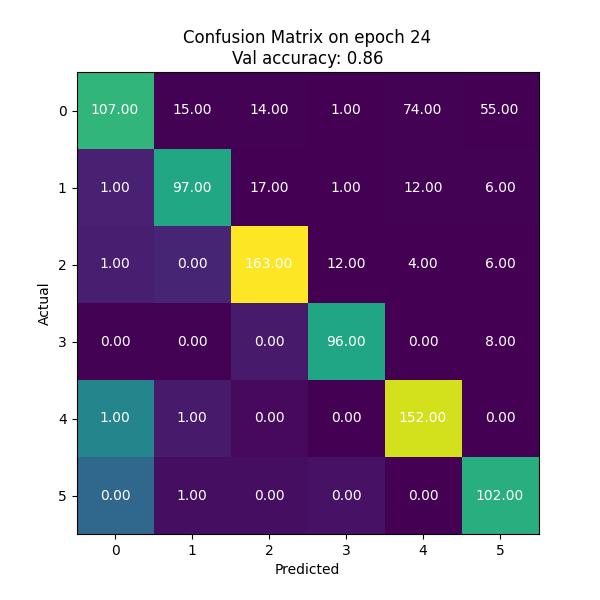 Confusion Matrix on epoch 24
Val accuracy: 0.86
0 107.00 15.00 14.00 1.00 74.00 55.00
1 1.00 97.00 17.00 1.00 12.00 6.00
2 1.00 0.00 163.00 12.00 4.00 6.00
Actual
3 0.00 0.00 0.00 96.00 0.00 8.00
4 1.00 1.00 0.00 0.00 152.00 0.00
5 0.00 1.00 0.00 0.00 0.00 102.00
0 1 2 3 4 5
Predicted